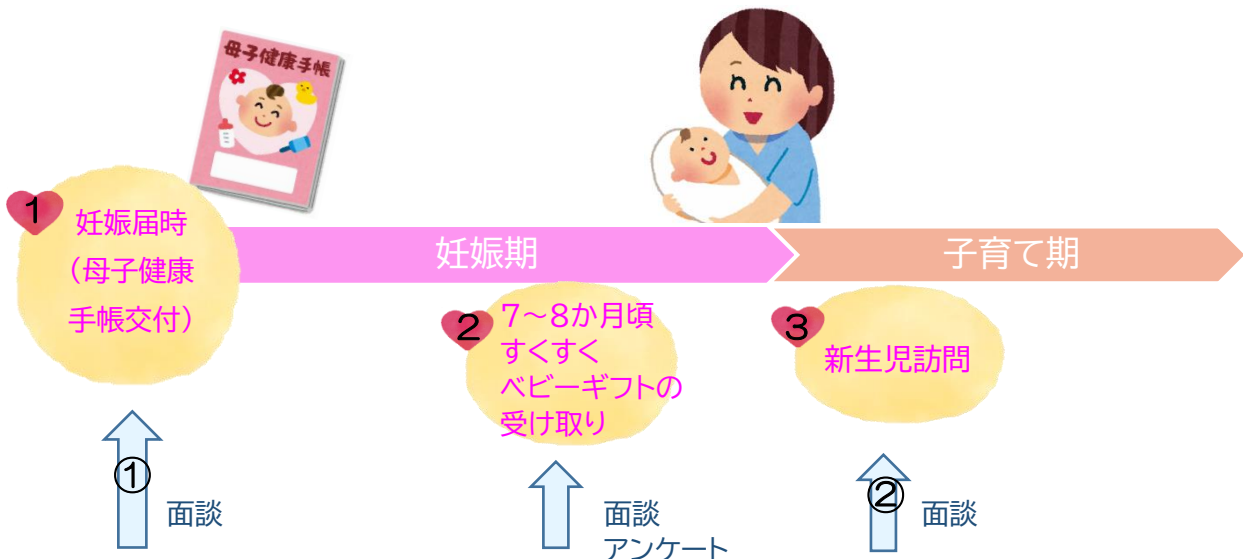 母子健康手帳
1
妊娠届時
（母子健康
手帳交付）
妊娠期
子育て期
2
7～8か月頃
すくすく
ベビーギフトの
受け取り
3
新生児訪問
①
面談
面談
アンケート
②
面談